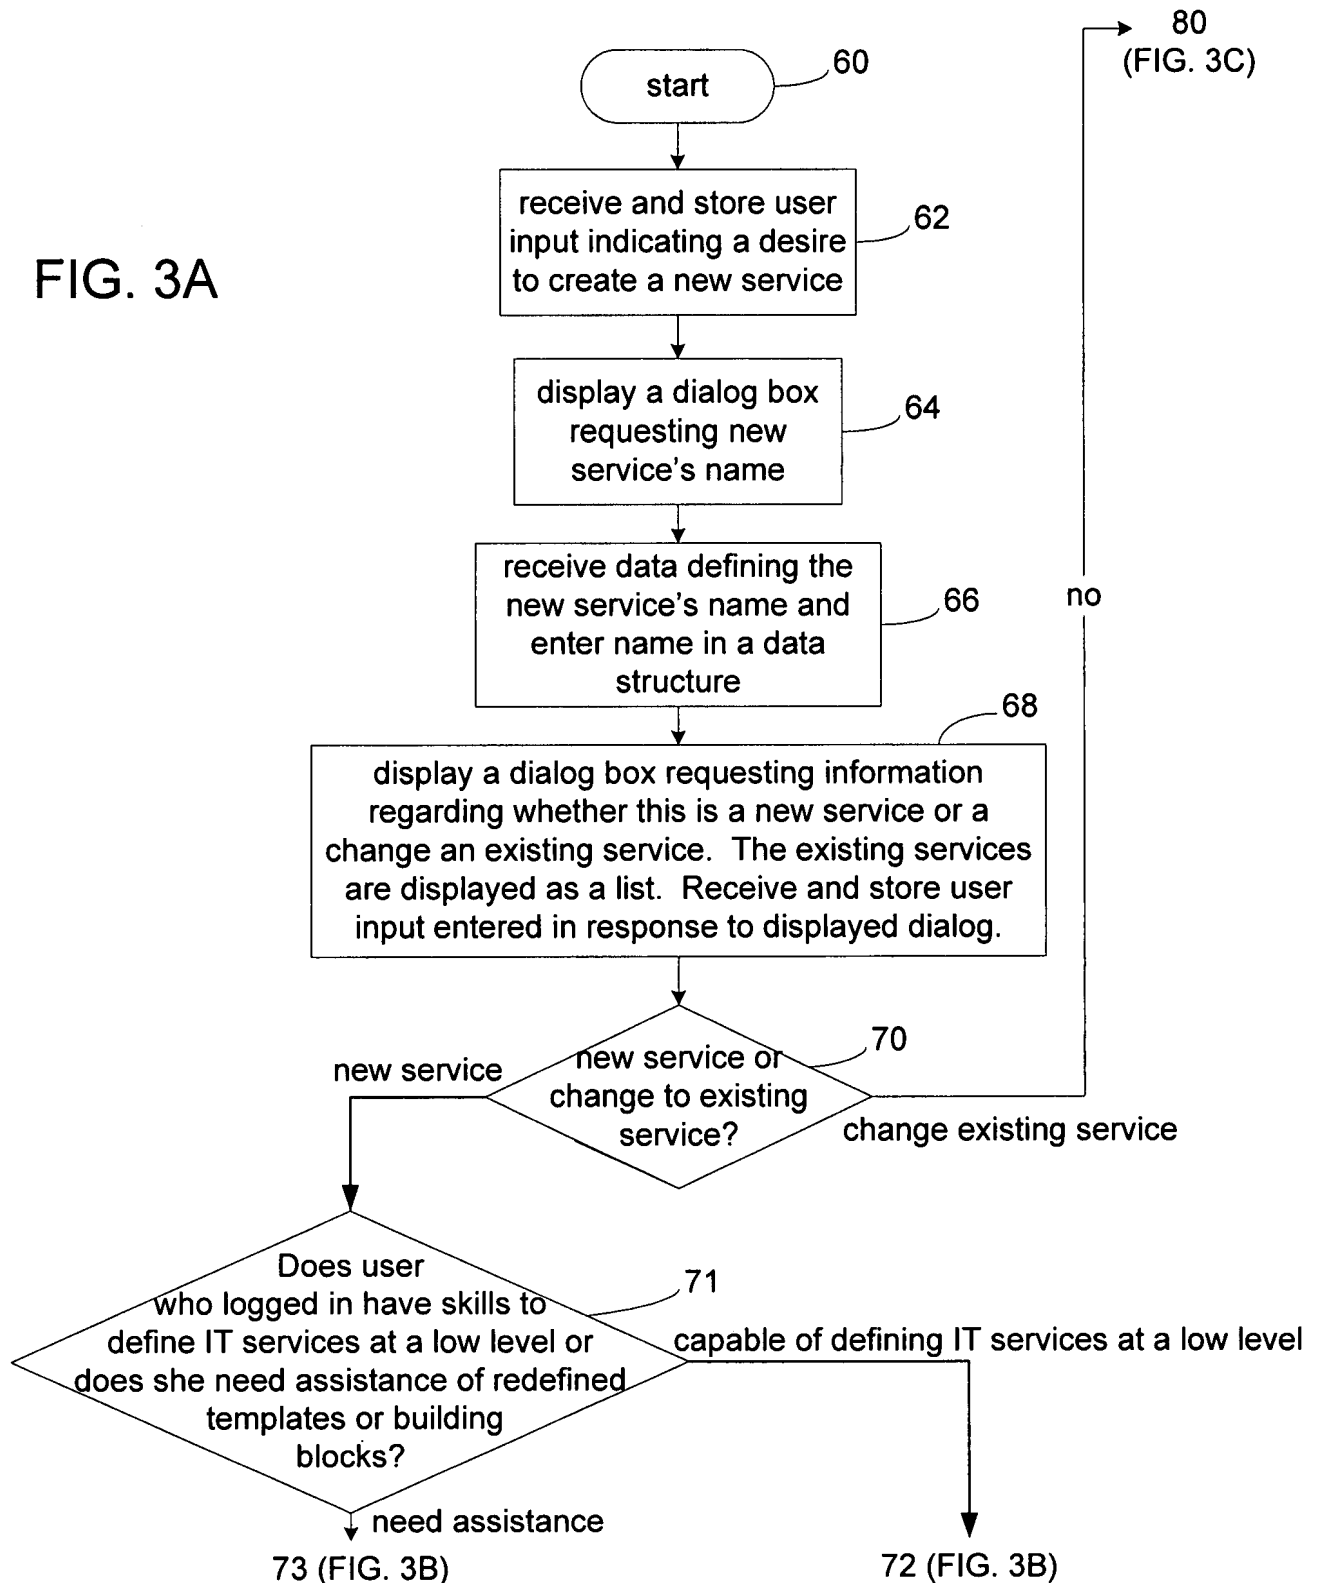 80
(FIG. 3C)
start
60
receive and store user
input indicating a desire
to create a new service
62
FIG. 3A
display a dialog box
requesting new
service's name
64
receive data defining the
new service's name and
enter name in a data
structure
66
no
68
display a dialog box requesting information
regarding whether this is a new service or a
change an existing service.  The existing services
are displayed as a list.  Receive and store user
input entered in response to displayed dialog.
new service or
change to existing
service?
70
new service
change existing service
Does user
who logged in have skills to
define IT services at a low level or
does she need assistance of redefined
templates or building
blocks?
71
capable of defining IT services at a low level
need assistance
73 (FIG. 3B)
72 (FIG. 3B)